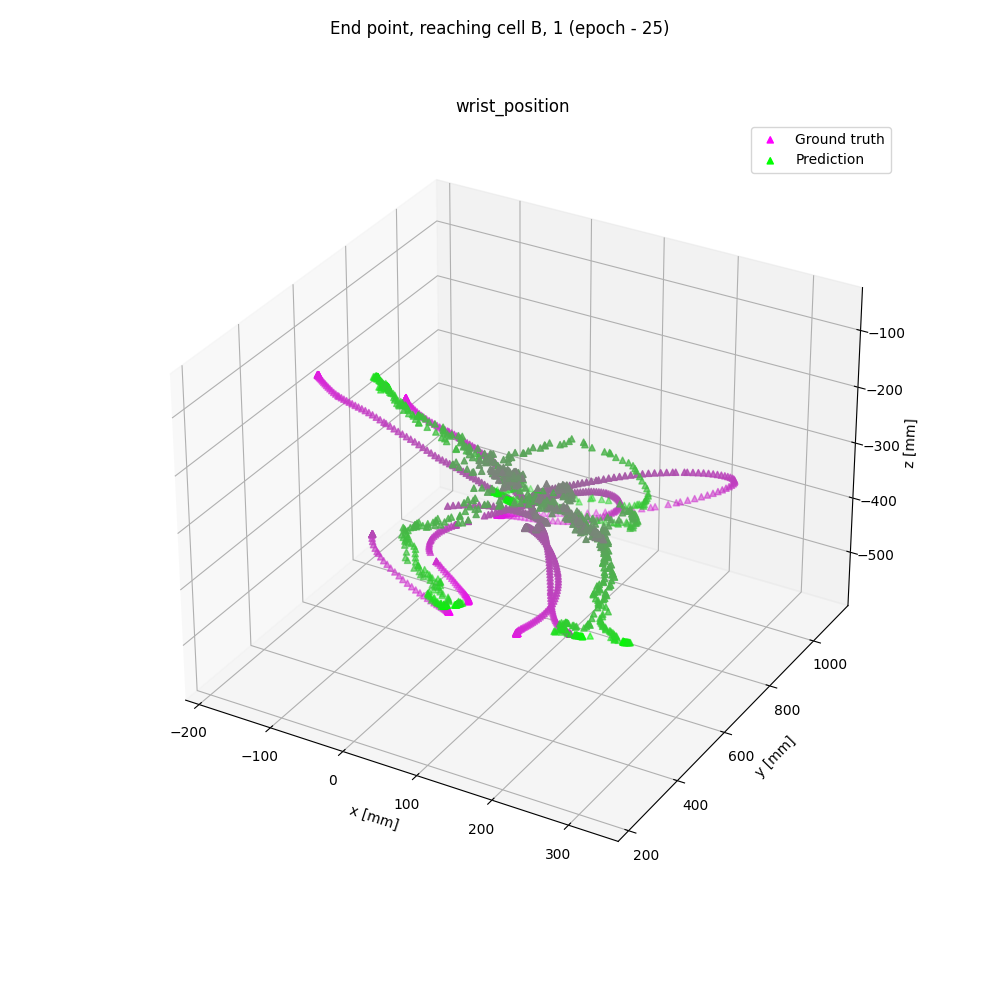 End point, reaching cell B, 1 (epoch - 25)
wrist_position
Ground truth
Prediction
−100
−200
−300
−400
−500
z [mm]
1000
800
600
400
200
y [mm]
−200
−100
0
100
200
300
x [mm]